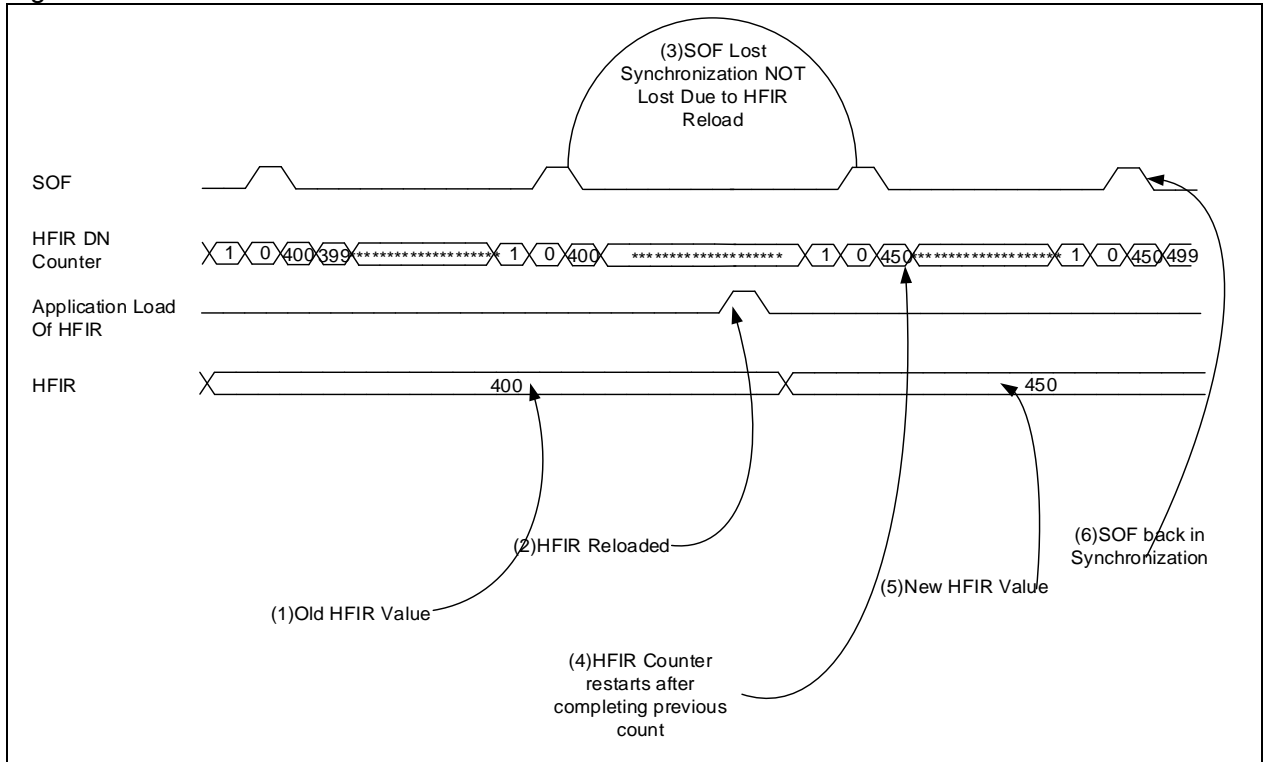 (3)SOF Lost
Synchronization NOT
Lost Due to HFIR
Reload
SOF
HFIR DN
Counter
1 0 400 399 ****************** 1 0 400 ******************* 1 0 450 ****************** 1 0 450 499
Application Load
Of HFIR
HFIR
400 450
(2)HFIR Reloaded
(6)SOF back in
Synchronization
(5)New HFIR Value
(1)Old HFIR Value
(4)HFIR Counter
restarts after
completing previous
count